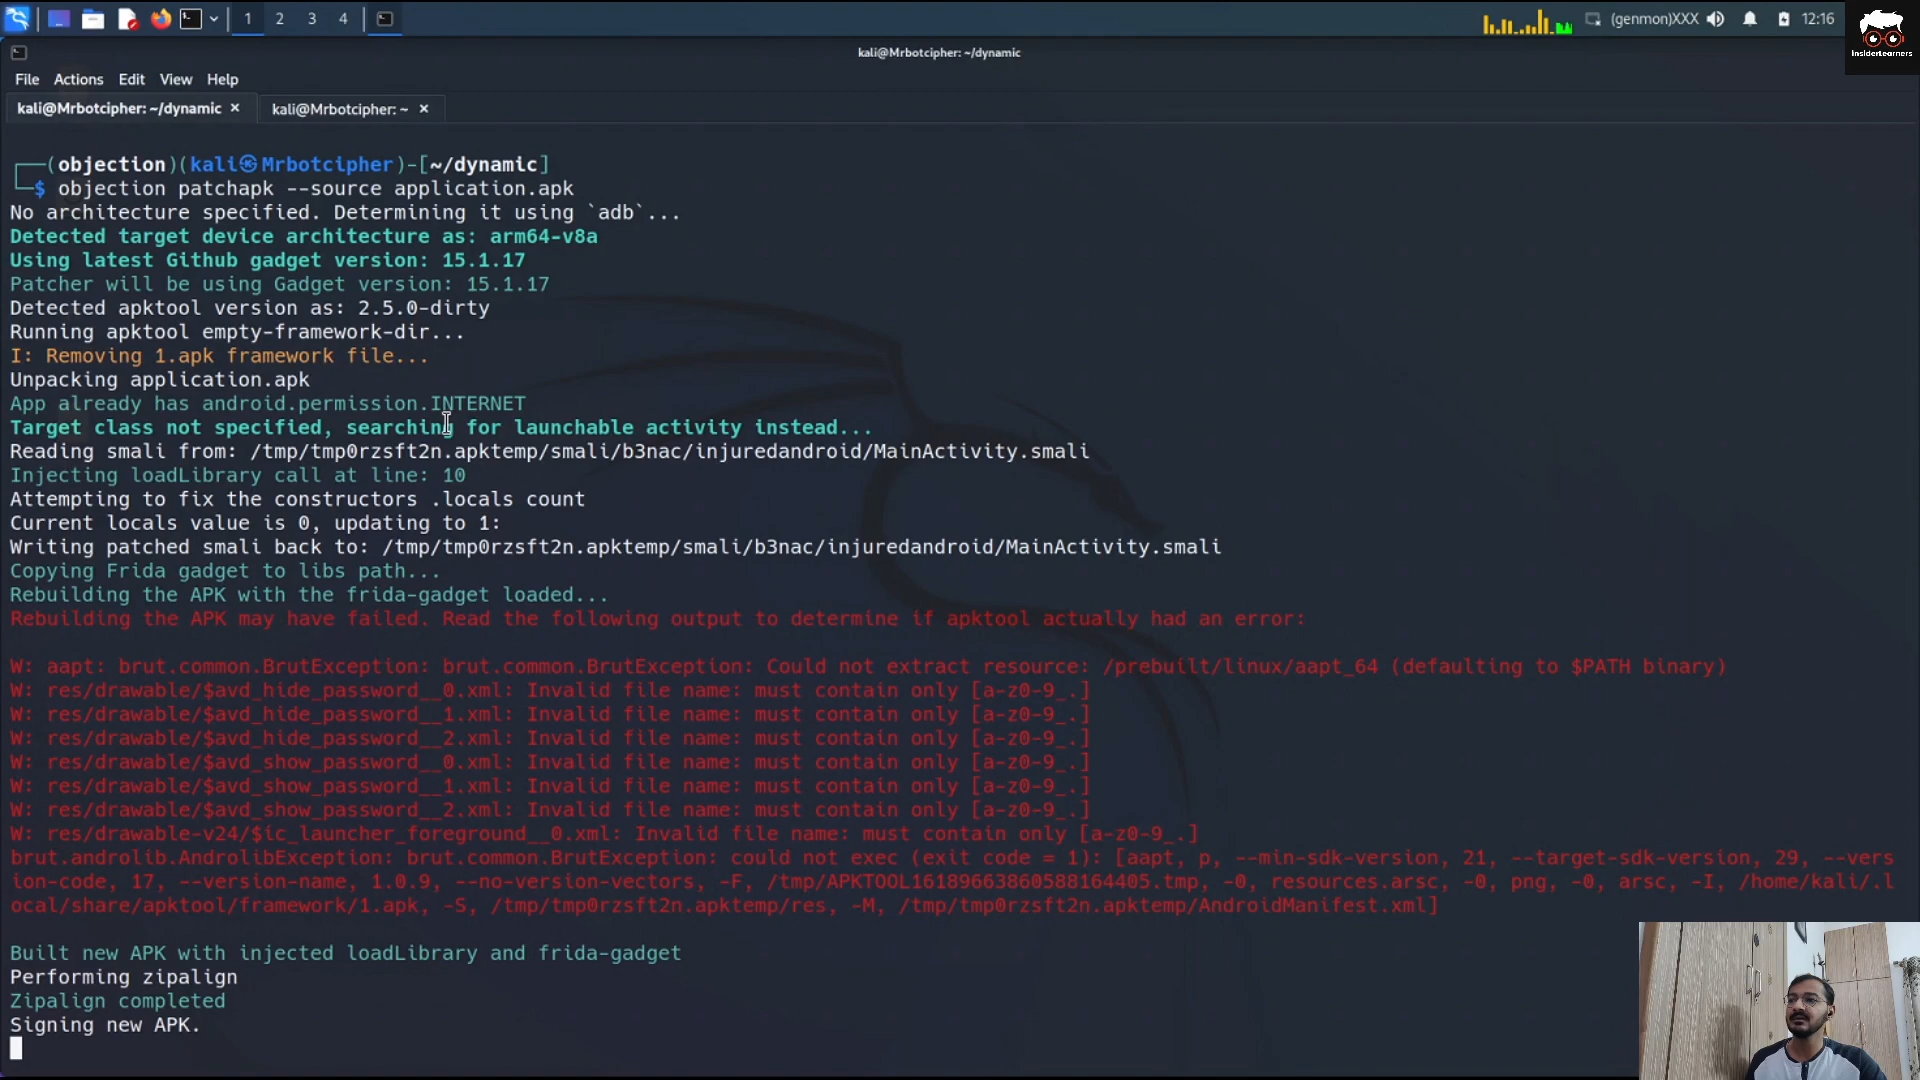 1 2 3 4 (genmon)XXX 12:16
InsiderLearners
kali@Mrbotcipher: ~/dynamic
File Actions Edit View Help
kali@Mrbotcipher: ~/dynamic × kali@Mrbotcipher: ~ ×
┌──(objection)(kali㉿Mrbotcipher)-[~/dynamic]
└─$ objection patchapk --source application.apk
No architecture specified. Determining it using `adb`...
Detected target device architecture as: arm64-v8a
Using latest Github gadget version: 15.1.17
Patcher will be using Gadget version: 15.1.17
Detected apktool version as: 2.5.0-dirty
Running apktool empty-framework-dir...
I: Removing 1.apk framework file...
Unpacking application.apk
App already has android.permission.INTERNET
Target class not specified, searching for launchable activity instead...
Reading smali from: /tmp/tmp0rzsft2n.apktemp/smali/b3nac/injuredandroid/MainActivity.smali
Injecting loadLibrary call at line: 10
Attempting to fix the constructors .locals count
Current locals value is 0, updating to 1:
Writing patched smali back to: /tmp/tmp0rzsft2n.apktemp/smali/b3nac/injuredandroid/MainActivity.smali
Copying Frida gadget to libs path...
Rebuilding the APK with the frida-gadget loaded...
Rebuilding the APK may have failed. Read the following output to determine if apktool actually had an error:
W: aapt: brut.common.BrutException: brut.common.BrutException: Could not extract resource: /prebuilt/linux/aapt_64 (defaulting to $PATH binary)
W: res/drawable/$avd_hide_password__0.xml: Invalid file name: must contain only [a-z0-9_.]
W: res/drawable/$avd_hide_password__1.xml: Invalid file name: must contain only [a-z0-9_.]
W: res/drawable/$avd_hide_password__2.xml: Invalid file name: must contain only [a-z0-9_.]
W: res/drawable/$avd_show_password__0.xml: Invalid file name: must contain only [a-z0-9_.]
W: res/drawable/$avd_show_password__1.xml: Invalid file name: must contain only [a-z0-9_.]
W: res/drawable/$avd_show_password__2.xml: Invalid file name: must contain only [a-z0-9_.]
W: res/drawable-v24/$ic_launcher_foreground__0.xml: Invalid file name: must contain only [a-z0-9_.]
brut.androlib.AndrolibException: brut.common.BrutException: could not exec (exit code = 1): [aapt, p, --min-sdk-version, 21, --target-sdk-version, 29, --vers
ion-code, 17, --version-name, 1.0.9, --no-version-vectors, -F, /tmp/APKTOOL16189663860588164405.tmp, -0, resources.arsc, -0, png, -0, arsc, -I, /home/kali/.l
ocal/share/apktool/framework/1.apk, -S, /tmp/tmp0rzsft2n.apktemp/res, -M, /tmp/tmp0rzsft2n.apktemp/AndroidManifest.xml]
Built new APK with injected loadLibrary and frida-gadget
Performing zipalign
Zipalign completed
Signing new APK.